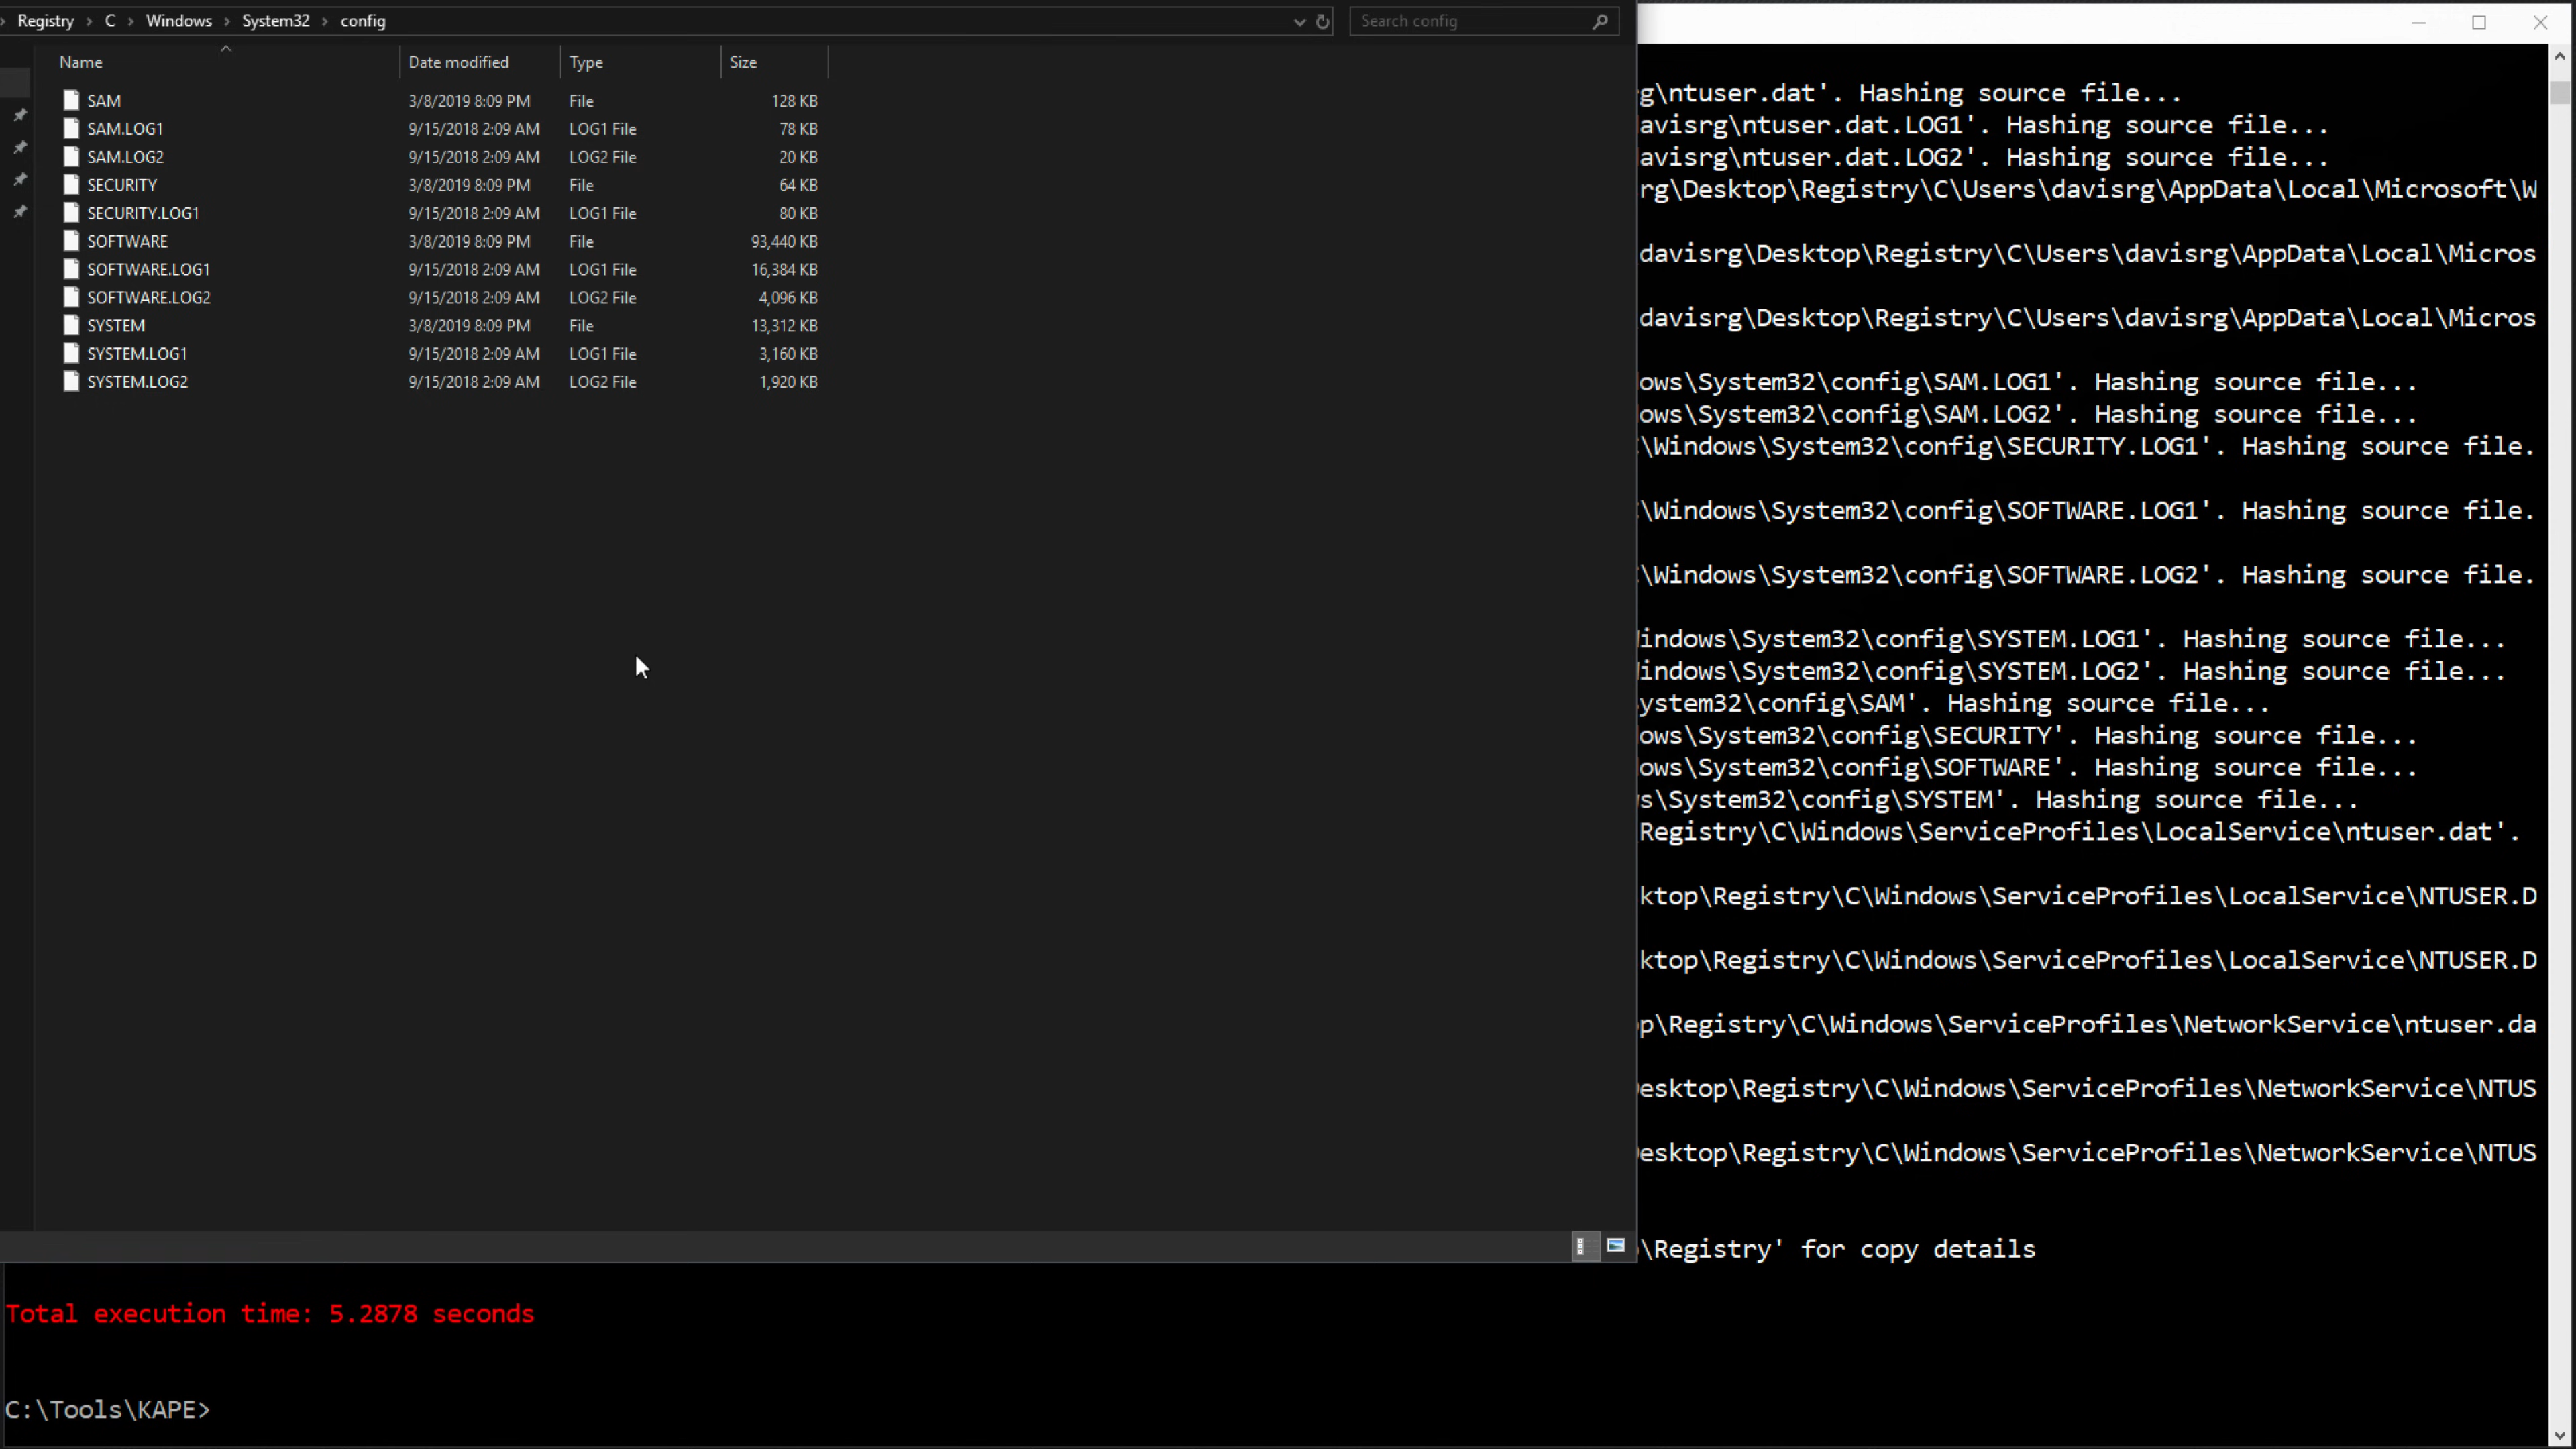 Registry › C › Windows › System32 › config
Search config
Name Date modified Type Size
SAM 3/8/2019 8:09 PM File 128 KB
SAM.LOG1 9/15/2018 2:09 AM LOG1 File 78 KB
SAM.LOG2 9/15/2018 2:09 AM LOG2 File 20 KB
SECURITY 3/8/2019 8:09 PM File 64 KB
SECURITY.LOG1 9/15/2018 2:09 AM LOG1 File 80 KB
SOFTWARE 3/8/2019 8:09 PM File 93,440 KB
SOFTWARE.LOG1 9/15/2018 2:09 AM LOG1 File 16,384 KB
SOFTWARE.LOG2 9/15/2018 2:09 AM LOG2 File 4,096 KB
SYSTEM 3/8/2019 8:09 PM File 13,312 KB
SYSTEM.LOG1 9/15/2018 2:09 AM LOG1 File 3,160 KB
SYSTEM.LOG2 9/15/2018 2:09 AM LOG2 File 1,920 KB
g\ntuser.dat'. Hashing source file...
avisrg\ntuser.dat.LOG1'. Hashing source file...
avisrg\ntuser.dat.LOG2'. Hashing source file...
rg\Desktop\Registry\C\Users\davisrg\AppData\Local\Microsoft\W
davisrg\Desktop\Registry\C\Users\davisrg\AppData\Local\Micros
davisrg\Desktop\Registry\C\Users\davisrg\AppData\Local\Micros
ows\System32\config\SAM.LOG1'. Hashing source file...
ows\System32\config\SAM.LOG2'. Hashing source file...
\Windows\System32\config\SECURITY.LOG1'. Hashing source file.
\Windows\System32\config\SOFTWARE.LOG1'. Hashing source file.
\Windows\System32\config\SOFTWARE.LOG2'. Hashing source file.
indows\System32\config\SYSTEM.LOG1'. Hashing source file...
indows\System32\config\SYSTEM.LOG2'. Hashing source file...
ystem32\config\SAM'. Hashing source file...
ows\System32\config\SECURITY'. Hashing source file...
ows\System32\config\SOFTWARE'. Hashing source file...
s\System32\config\SYSTEM'. Hashing source file...
Registry\C\Windows\ServiceProfiles\LocalService\ntuser.dat'.
ktop\Registry\C\Windows\ServiceProfiles\LocalService\NTUSER.D
ktop\Registry\C\Windows\ServiceProfiles\LocalService\NTUSER.D
p\Registry\C\Windows\ServiceProfiles\NetworkService\ntuser.da
esktop\Registry\C\Windows\ServiceProfiles\NetworkService\NTUS
esktop\Registry\C\Windows\ServiceProfiles\NetworkService\NTUS
\Registry' for copy details
Total execution time: 5.2878 seconds
C:\Tools\KAPE>